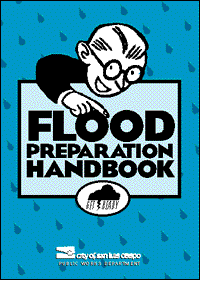 FLOOD
PREPARATION
HANDBOOK
GET READY
city of san luis obispo
PUBLIC WORKS DEPARTMENT